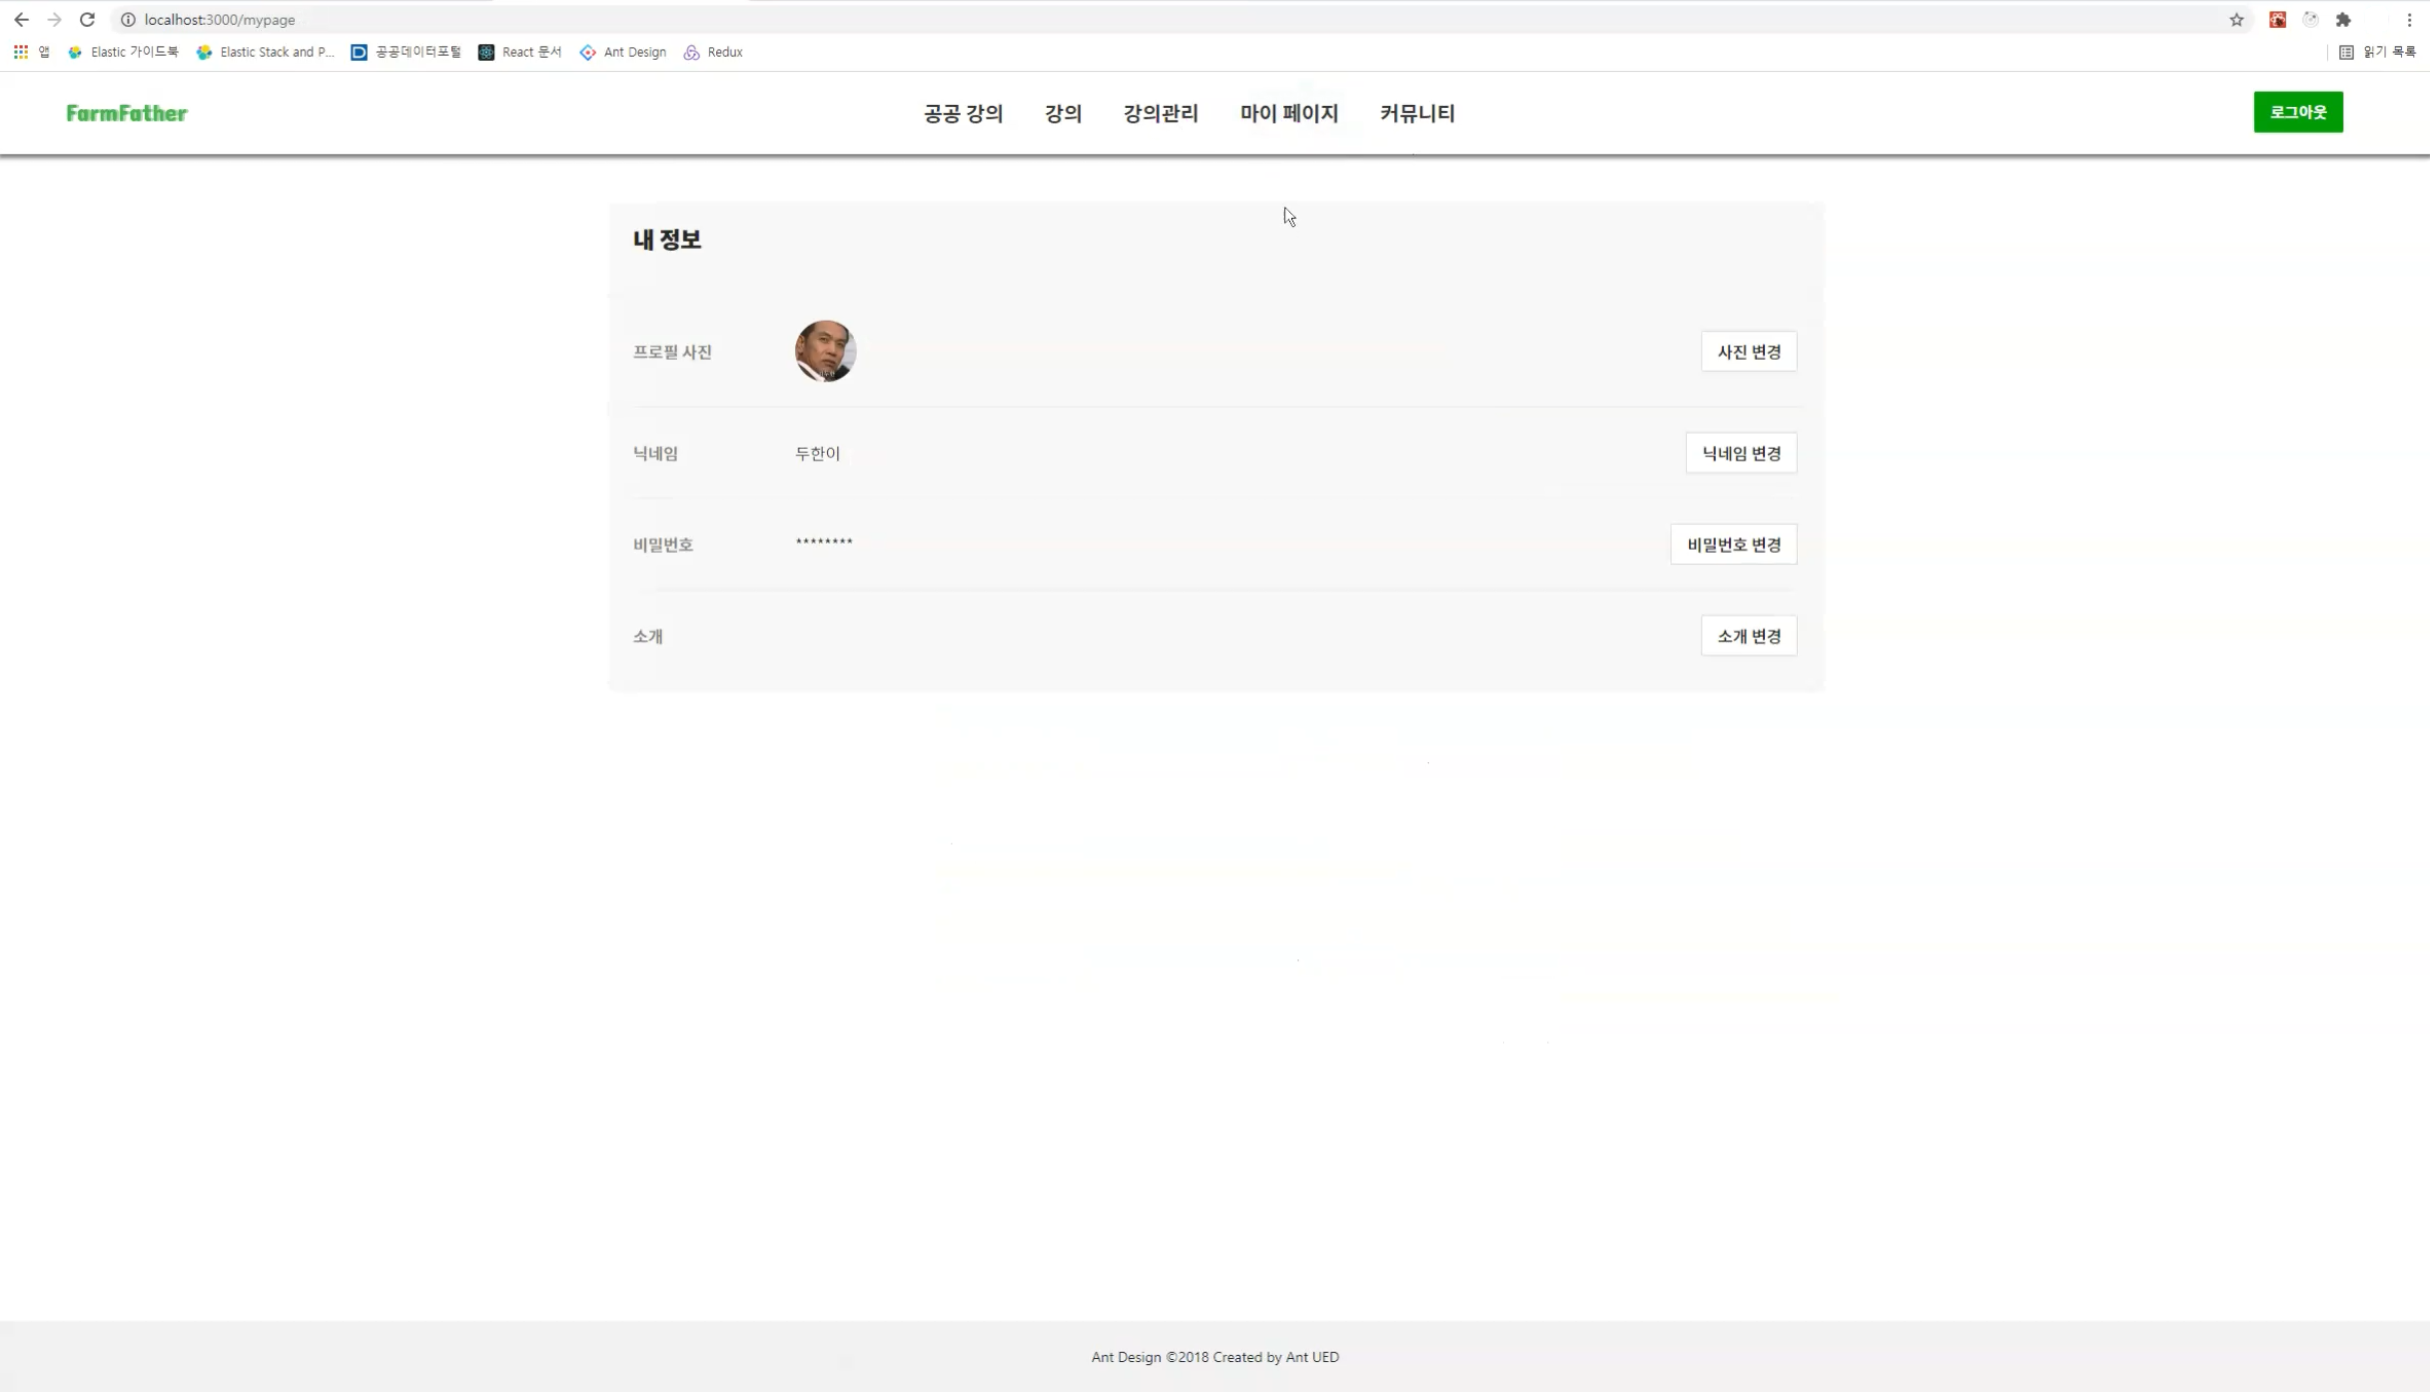 localhost:3000/mypage
앱 Elastic 가이드북 Elastic Stack and P... 공공데이터포털 React 문서 Ant Design Redux 읽기 목록
FarmFather 공공 강의 강의 강의관리 마이 페이지 커뮤니티 로그아웃
내 정보
프로필 사진 사진 변경
닉네임 두한이 닉네임 변경
비밀번호 ******** 비밀번호 변경
소개 소개 변경
Ant Design ©2018 Created by Ant UED